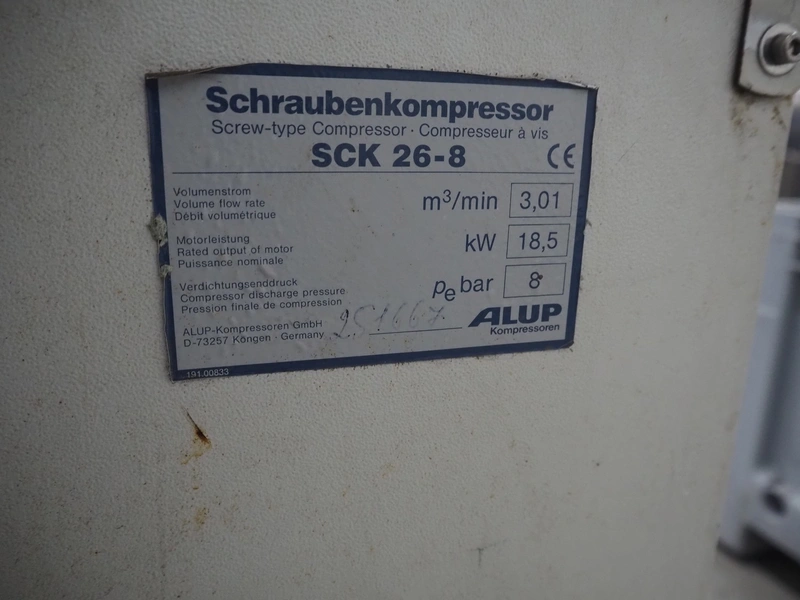 Schraubenkompressor
Screw-type Compressor · Compresseur à vis
SCK 26-8 CE
Volumenstrom
Volume flow rate
Débit volumétrique
m³/min 3,01
Motorleistung
Rated output of motor
Puissance nominale
kW 18,5
Verdichtungsenddruck
Compressor discharge pressure
Pression finale de compression
pe bar 8
ALUP-Kompressoren GmbH
D-73257 Köngen · Germany
251667
ALUP
Kompressoren
191.00833